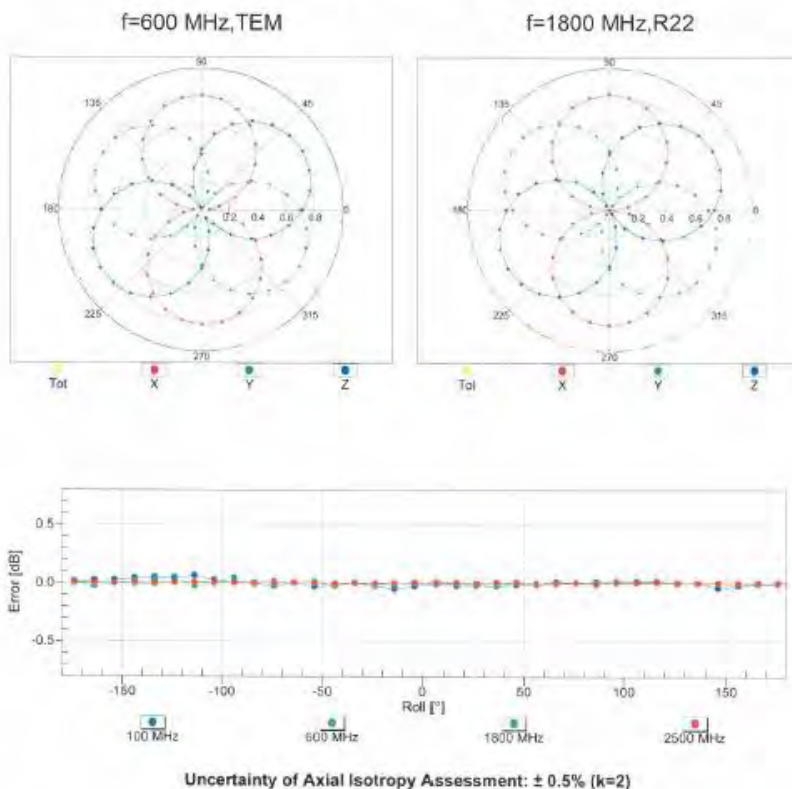 f=600 MHz,TEM
f=1800 MHz,R22
90
135
45
180
0.2 0.4 0.6 0.8
0
225
315
270
Tot X Y Z
90
135
45
180
0.2 0.4 0.6 0.8
0
225
315
270
Tot X Y Z
Error [dB]
0.5
0.0
-0.5
-150 -100 -50 0 50 100 150
Roll [°]
100 MHz 600 MHz 1800 MHz 2500 MHz
Uncertainty of Axial Isotropy Assessment: ± 0.5% (k=2)